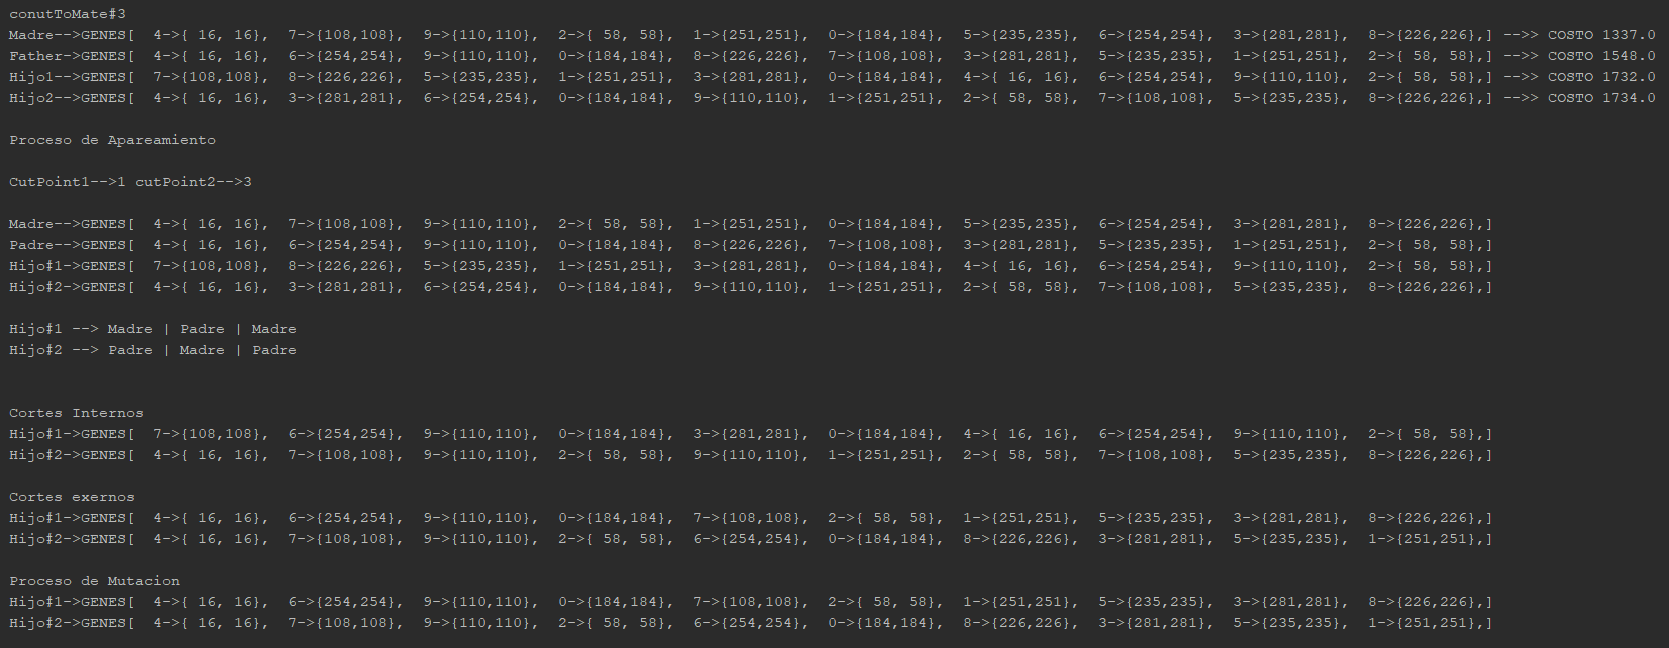 conutToMate#3
Madre-->GENES[  4->{ 16, 16},  7->{108,108},  9->{110,110},  2->{ 58, 58},  1->{251,251},  0->{184,184},  5->{235,235},  6->{254,254},  3->{281,281},  8->{226,226},] -->> COSTO 1337.0
Father->GENES[  4->{ 16, 16},  6->{254,254},  9->{110,110},  0->{184,184},  8->{226,226},  7->{108,108},  3->{281,281},  5->{235,235},  1->{251,251},  2->{ 58, 58},] -->> COSTO 1548.0
Hijo1-->GENES[  7->{108,108},  8->{226,226},  5->{235,235},  1->{251,251},  3->{281,281},  0->{184,184},  4->{ 16, 16},  6->{254,254},  9->{110,110},  2->{ 58, 58},] -->> COSTO 1732.0
Hijo2-->GENES[  4->{ 16, 16},  3->{281,281},  6->{254,254},  0->{184,184},  9->{110,110},  1->{251,251},  2->{ 58, 58},  7->{108,108},  5->{235,235},  8->{226,226},] -->> COSTO 1734.0
Proceso de Apareamiento
CutPoint1-->1 cutPoint2-->3
Madre-->GENES[  4->{ 16, 16},  7->{108,108},  9->{110,110},  2->{ 58, 58},  1->{251,251},  0->{184,184},  5->{235,235},  6->{254,254},  3->{281,281},  8->{226,226},]
Padre-->GENES[  4->{ 16, 16},  6->{254,254},  9->{110,110},  0->{184,184},  8->{226,226},  7->{108,108},  3->{281,281},  5->{235,235},  1->{251,251},  2->{ 58, 58},]
Hijo#1->GENES[  7->{108,108},  8->{226,226},  5->{235,235},  1->{251,251},  3->{281,281},  0->{184,184},  4->{ 16, 16},  6->{254,254},  9->{110,110},  2->{ 58, 58},]
Hijo#2->GENES[  4->{ 16, 16},  3->{281,281},  6->{254,254},  0->{184,184},  9->{110,110},  1->{251,251},  2->{ 58, 58},  7->{108,108},  5->{235,235},  8->{226,226},]
Hijo#1 --> Madre | Padre | Madre
Hijo#2 --> Padre | Madre | Padre
Cortes Internos
Hijo#1->GENES[  7->{108,108},  6->{254,254},  9->{110,110},  0->{184,184},  3->{281,281},  0->{184,184},  4->{ 16, 16},  6->{254,254},  9->{110,110},  2->{ 58, 58},]
Hijo#2->GENES[  4->{ 16, 16},  7->{108,108},  9->{110,110},  2->{ 58, 58},  9->{110,110},  1->{251,251},  2->{ 58, 58},  7->{108,108},  5->{235,235},  8->{226,226},]
Cortes exernos
Hijo#1->GENES[  4->{ 16, 16},  6->{254,254},  9->{110,110},  0->{184,184},  7->{108,108},  2->{ 58, 58},  1->{251,251},  5->{235,235},  3->{281,281},  8->{226,226},]
Hijo#2->GENES[  4->{ 16, 16},  7->{108,108},  9->{110,110},  2->{ 58, 58},  6->{254,254},  0->{184,184},  8->{226,226},  3->{281,281},  5->{235,235},  1->{251,251},]
Proceso de Mutacion
Hijo#1->GENES[  4->{ 16, 16},  6->{254,254},  9->{110,110},  0->{184,184},  7->{108,108},  2->{ 58, 58},  1->{251,251},  5->{235,235},  3->{281,281},  8->{226,226},]
Hijo#2->GENES[  4->{ 16, 16},  7->{108,108},  9->{110,110},  2->{ 58, 58},  6->{254,254},  0->{184,184},  8->{226,226},  3->{281,281},  5->{235,235},  1->{251,251},]